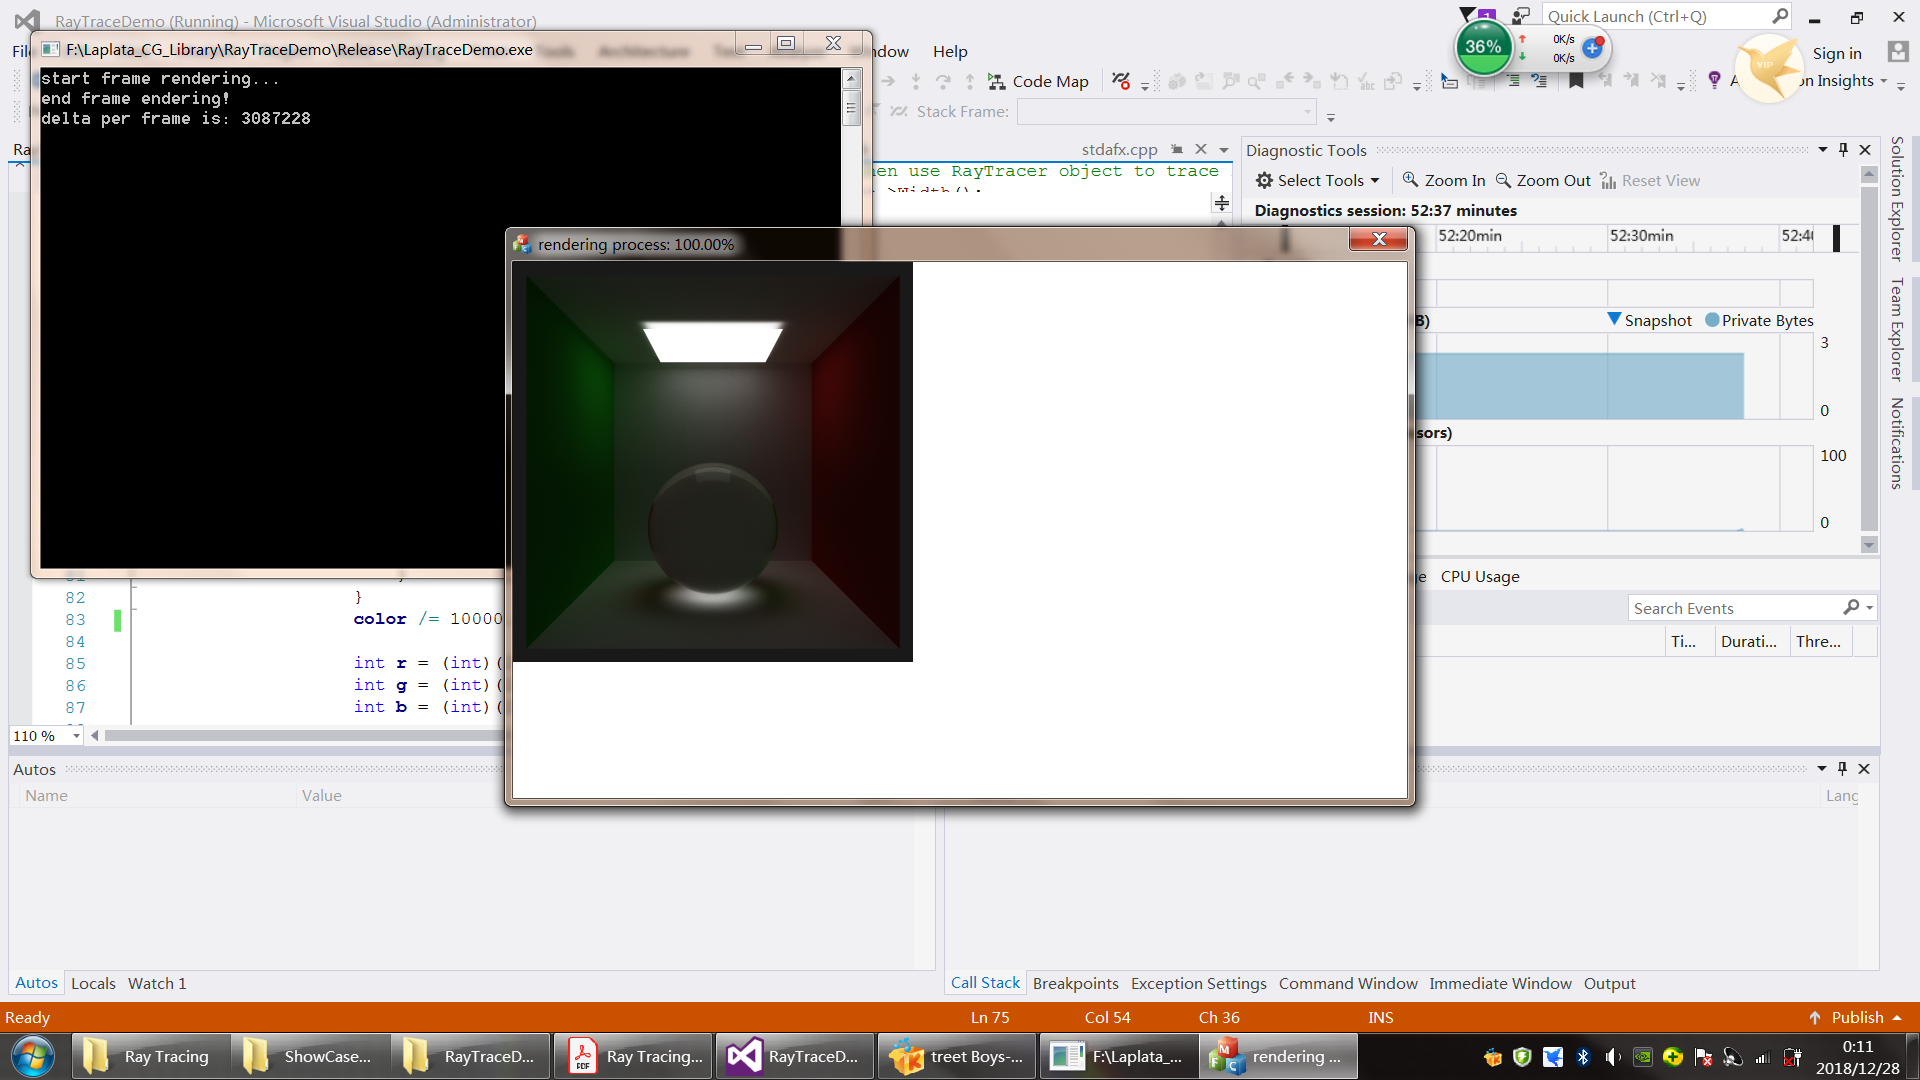 RayTraceDemo (Running) - Microsoft Visual Studio (Administrator)
Quick Launch (Ctrl+Q)
F:\Laplata_CG_Library\RayTraceDemo\Release\RayTraceDemo.exe
Help
36%
0K/s
0K/s
VIP
Sign in
start frame rendering...
end frame endering!
delta per frame is: 3087228
Code Map
Stack Frame:
stdafx.cpp
hen use RayTracer object to trace
>Width();
Diagnostic Tools
Select Tools
Zoom In
Zoom Out
Reset View
Diagnostics session: 52:37 minutes
52:20min
52:30min
rendering process: 100.00%
Snapshot
Private Bytes
3
0
100
0
CPU Usage
Search Events
Ti...
Durati...
Thre...
Solution Explorer
Team Explorer
Notifications
82 }
83 color /= 10000
84
85 int r = (int)(
86 int g = (int)(
87 int b = (int)(
110 %
Autos
Name
Value
Lang
Autos
Locals
Watch 1
Call Stack
Breakpoints
Exception Settings
Command Window
Immediate Window
Output
Ready
Ln 75
Col 54
Ch 36
INS
Publish
Ray Tracing
ShowCase...
RayTraceD...
Ray Tracing...
RayTraceD...
treet Boys-...
F:\Laplata_...
rendering ...
0:11
2018/12/28